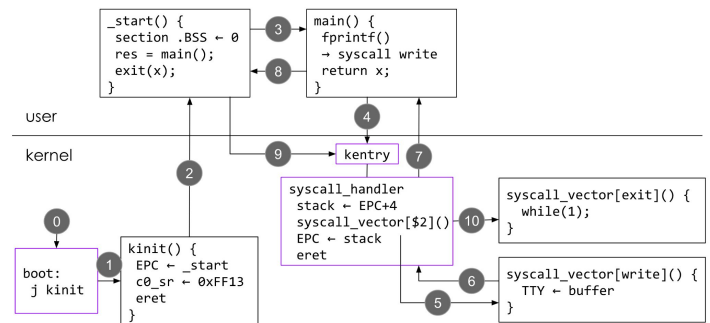 _start() {
section .BSS ← 0
res = main();
exit(x);
}
3
8
main() {
fprintf()
→ syscall write
return x;
}
user
4
kernel
2
9
kentry
7
0
syscall_handler
stack ← EPC+4
syscall_vector[$2]()
EPC ← stack
eret
10
syscall_vector[exit]() {
while(1);
}
boot:
j kinit
1
kinit() {
EPC ← _start
c0_sr ← 0xFF13
eret
}
6
5
syscall_vector[write]() {
TTY ← buffer
}